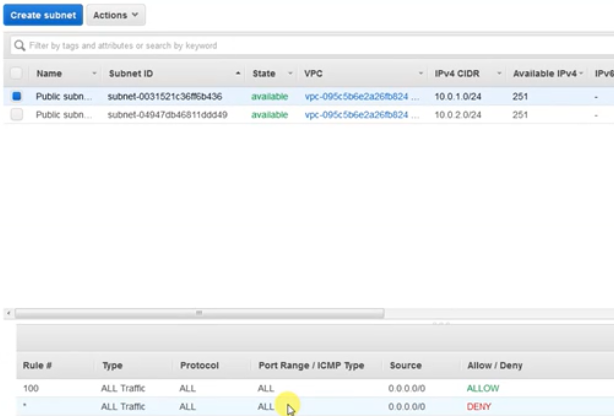 Create subnet Actions
Filter by tags and attributes or search by keyword
Name Subnet ID State VPC IPv4 CIDR Available IPv4 IPv6
Public subn... subnet-0031521c36ff6b436 available vpc-095c5b6e2a26fb824 ... 10.0.1.0/24 251 -
Public subn... subnet-04947db46811ddd49 available vpc-095c5b6e2a26fb824 ... 10.0.2.0/24 251 -
Rule # Type Protocol Port Range / ICMP Type Source Allow / Deny
100 ALL Traffic ALL ALL 0.0.0.0/0 ALLOW
* ALL Traffic ALL ALL 0.0.0.0/0 DENY